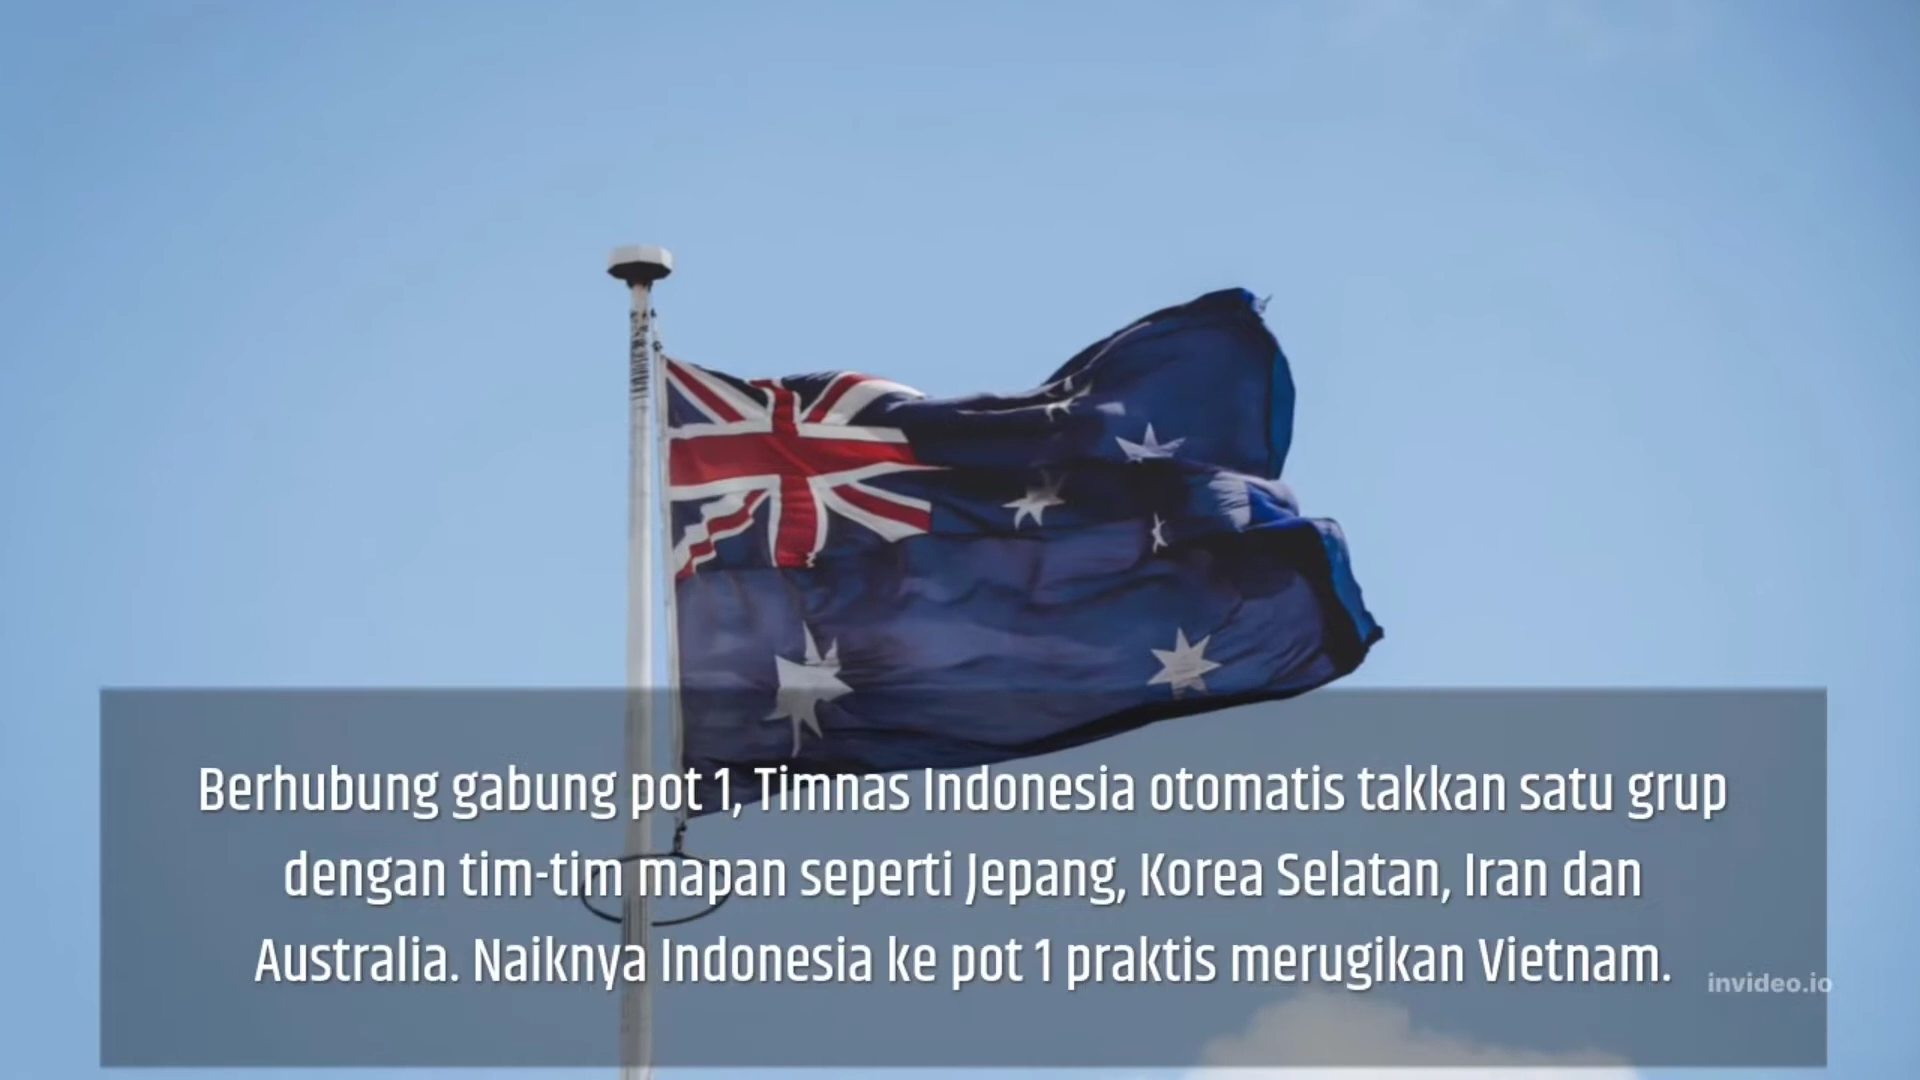 Berhubung gabung pot 1, Timnas Indonesia otomatis takkan satu grup
dengan tim-tim mapan seperti Jepang, Korea Selatan, Iran dan
Australia. Naiknya Indonesia ke pot 1 praktis merugikan Vietnam.
invideo.io